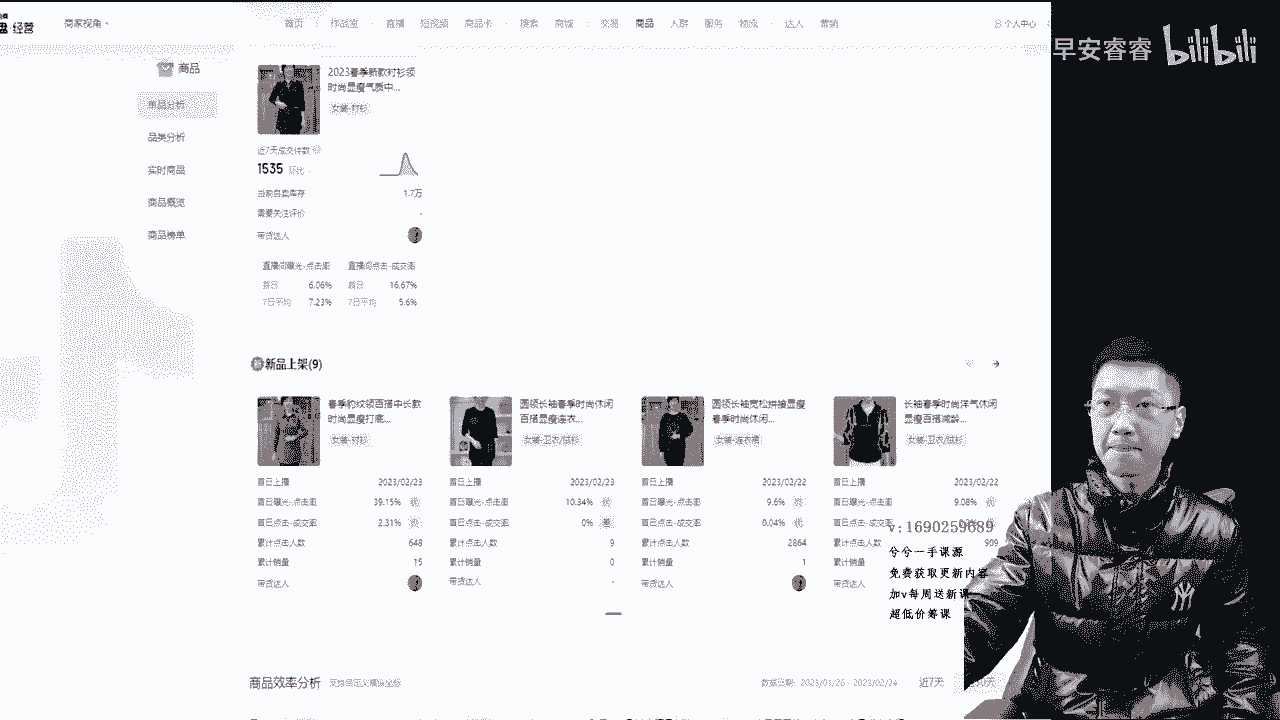 盘·经营
商家视角
首页 作战室 直播 短视频 商品卡 搜索 商城 交易 商品 人群 服务 物流 达人 营销
个人中心
早安睿睿 bilibili
商品
单品分析
品类分析
实时商品
商品概览
商品榜单
2023春季新款衬衫领
时尚显瘦气质中...
女装-衬衫
近7天成交件数
1535 环比 -
当前可售库存 1.7万
需要关注评价 -
带货达人
直播间曝光-点击率 直播间点击-成交率
昨日 6.06% 昨日 16.67%
7日平均 7.23% 7日平均 5.6%
新品上架(9)
春季豹纹领百搭中长款
时尚显瘦打底...
女装-衬衫
首日上播 2023/02/23
首日曝光-点击率 39.15%
首日点击-成交率 2.31%
累计点击人数 648
累计销量 15
带货达人
圆领长袖春季时尚休闲
百搭显瘦连衣...
女装-卫衣/绒衫
首日上播 2023/02/23
首日曝光-点击率 10.34%
首日点击-成交率 0%
累计点击人数 9
累计销量 0
带货达人 -
圆领长袖宽松拼接显瘦
春季时尚休闲...
女装-连衣裙
首日上播 2023/02/22
首日曝光-点击率 9.6%
首日点击-成交率 0.04%
累计点击人数 2864
累计销量 1
带货达人
长袖春季时尚洋气休闲
显瘦百搭减龄...
女装-卫衣/绒衫
首日上播 2023/02/22
首日曝光-点击率 9.08%
首日点击-成交率
累计点击人数 909
累计销量
带货达人
v:1690259689
兮兮一手课源
免费获取更新内容
加v每周送新课
超低价筹课
商品效率分析 支持自定义横纵坐标
数据日期: 2023/01/26 - 2023/02/24 近7天